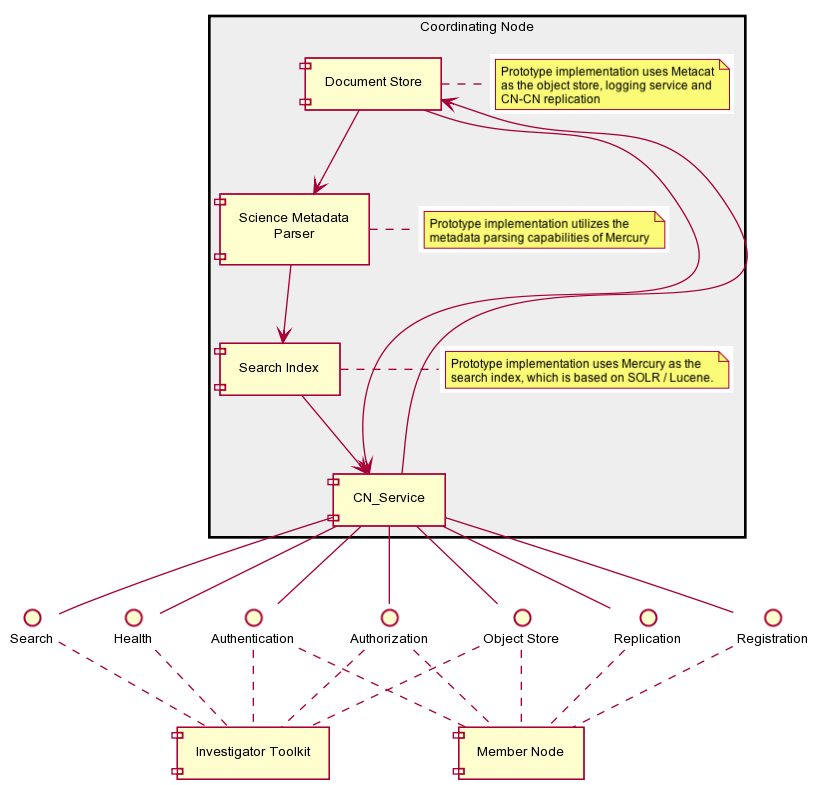 Coordinating Node
Document Store
Prototype implementation uses Metacat
as the object store, logging service and
CN-CN replication
Science Metadata
Parser
Prototype implementation utilizes the
metadata parsing capabilities of Mercury
Search Index
Prototype implementation uses Mercury as the
search index, which is based on SOLR / Lucene.
CN_Service
Search
Health
Authentication
Authorization
Object Store
Replication
Registration
Investigator Toolkit
Member Node